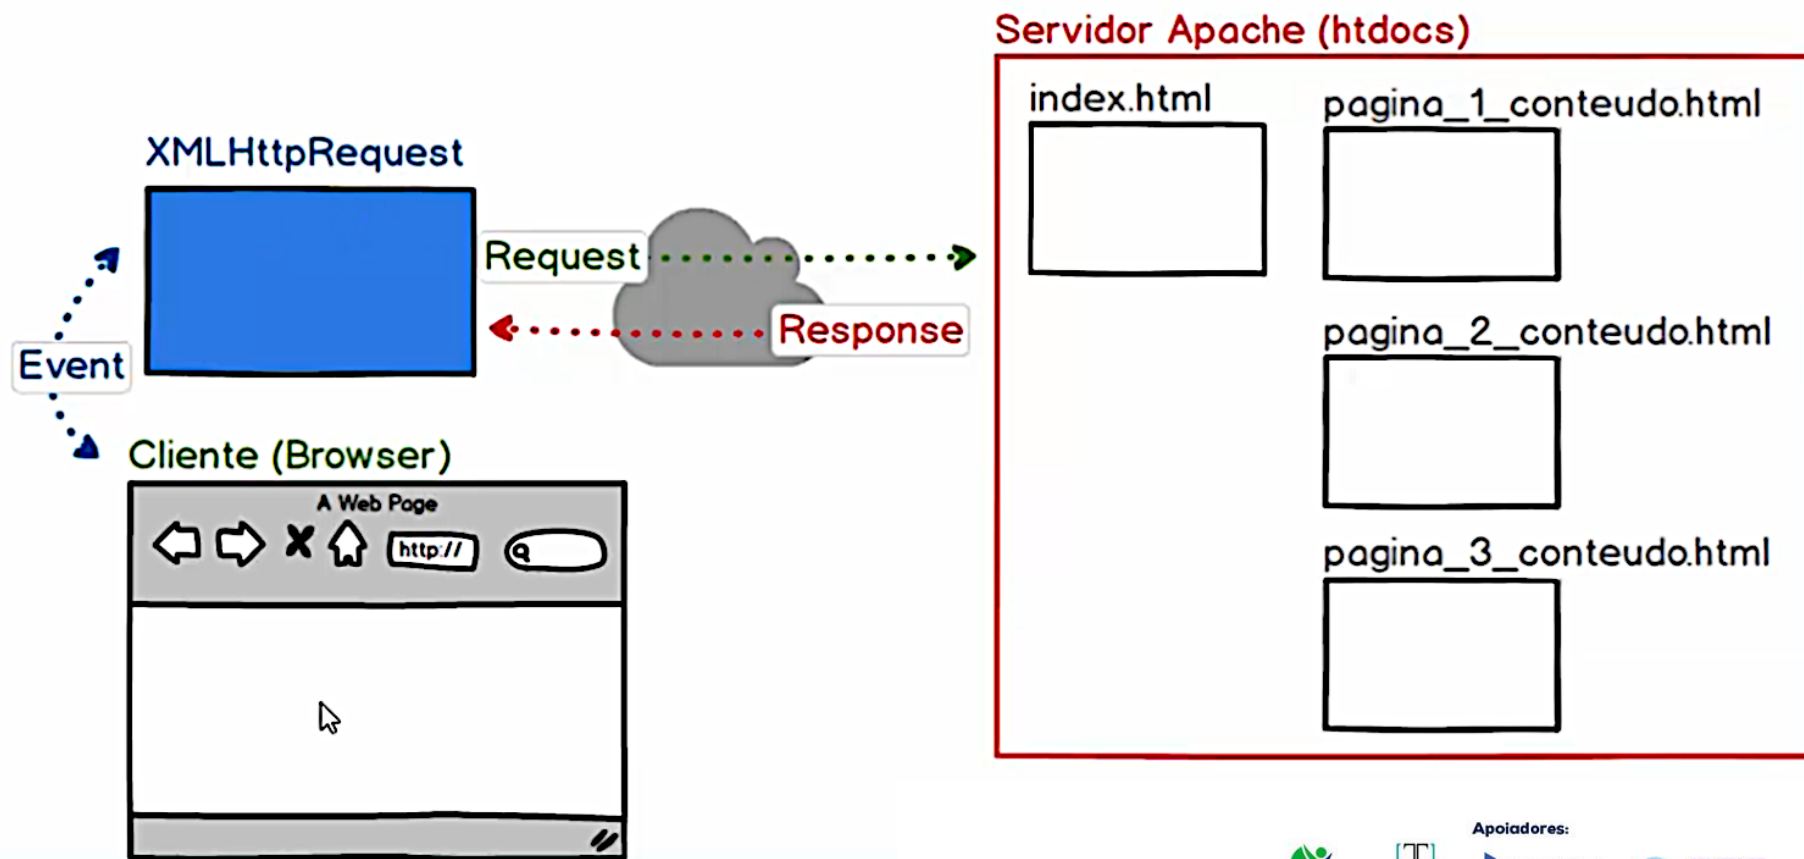 Servidor Apache (htdocs)
index.html
pagina_1_conteudo.html
XMLHttpRequest
Request
Response
pagina_2_conteudo.html
Event
Cliente (Browser)
A Web Page
http://
pagina_3_conteudo.html
Apoiadores:
[T]